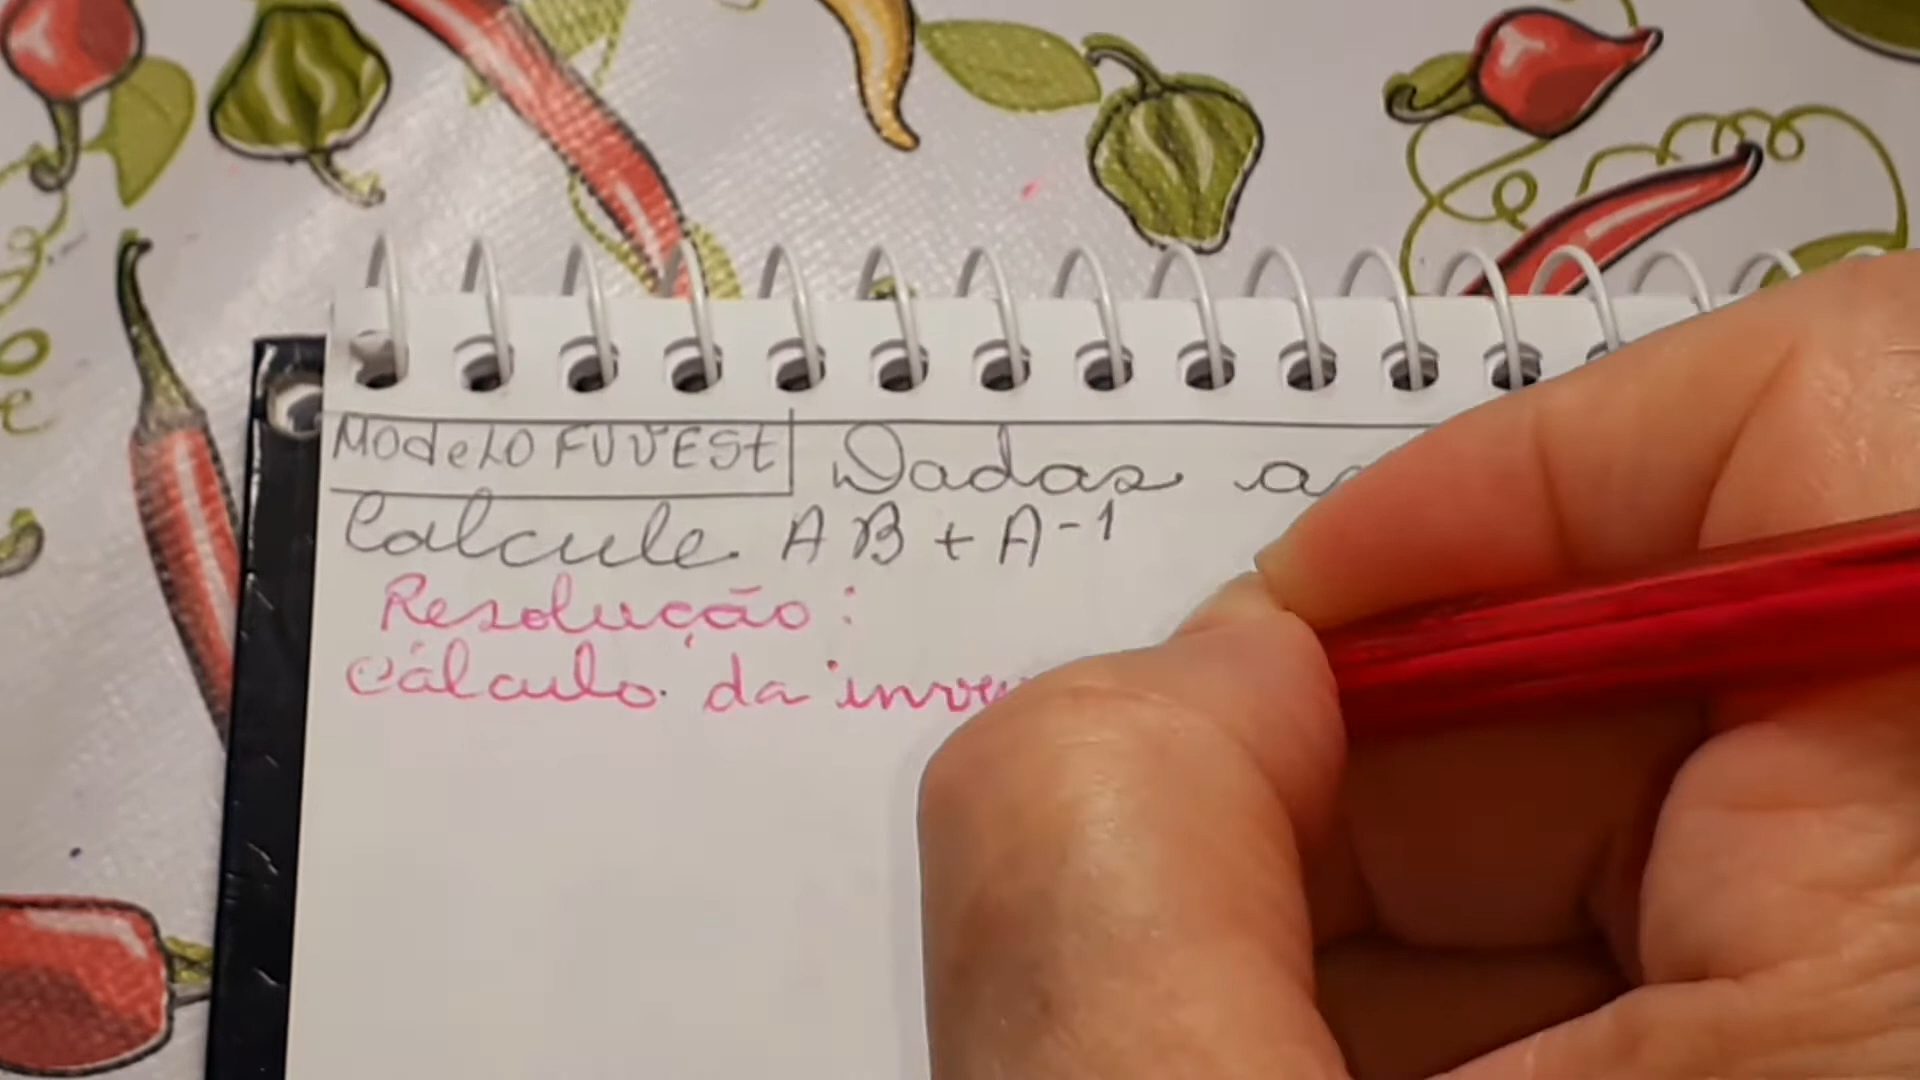 Modelo FUVESt Dadas
Calcule AB + A-1
Resolução:
Cálculo da